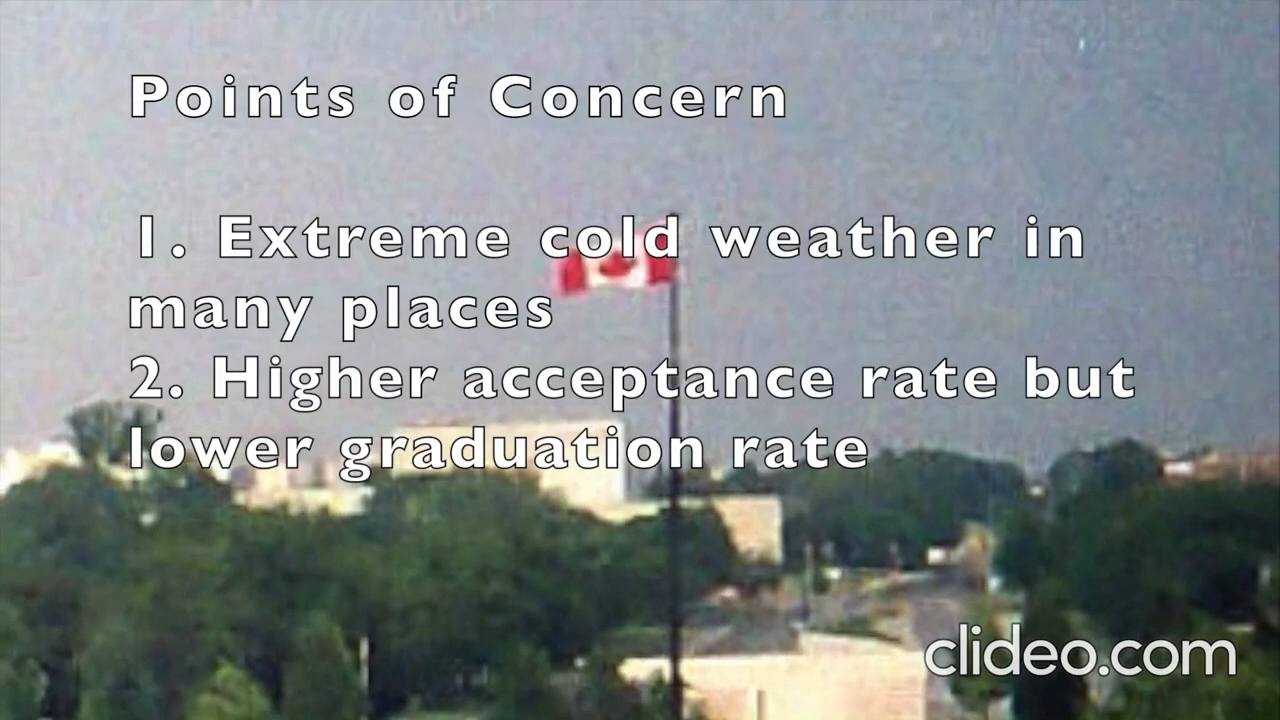 Points of Concern
1. Extreme cold weather in
many places
2. Higher acceptance rate but
lower graduation rate
clideo.com